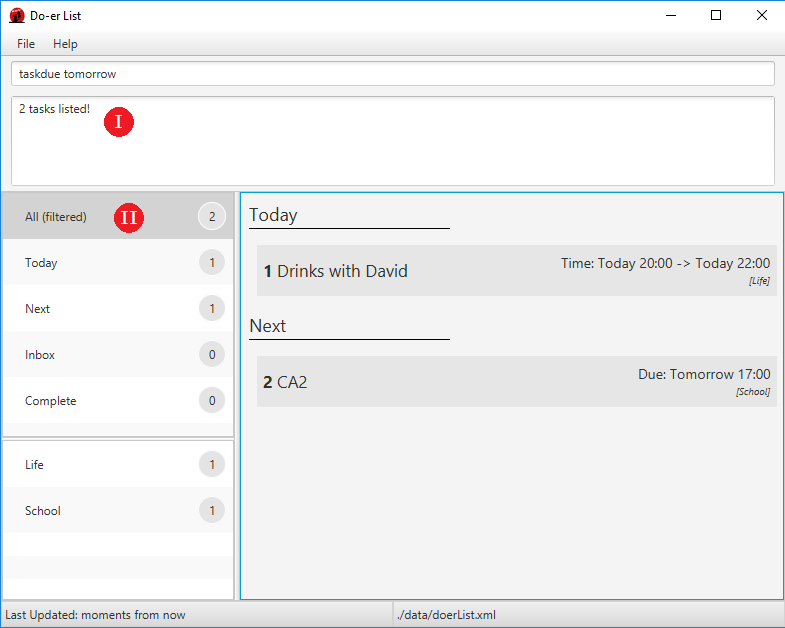 Do-er List
File Help
taskdue tomorrow
2 tasks listed!
I
All (filtered) II 2
Today 1
Next 1
Inbox 0
Complete 0
Life 1
School 1
Today
1 Drinks with David Time: Today 20:00 -> Today 22:00
[Life]
Next
2 CA2 Due: Tomorrow 17:00
[School]
Last Updated: moments from now ./data/doerList.xml